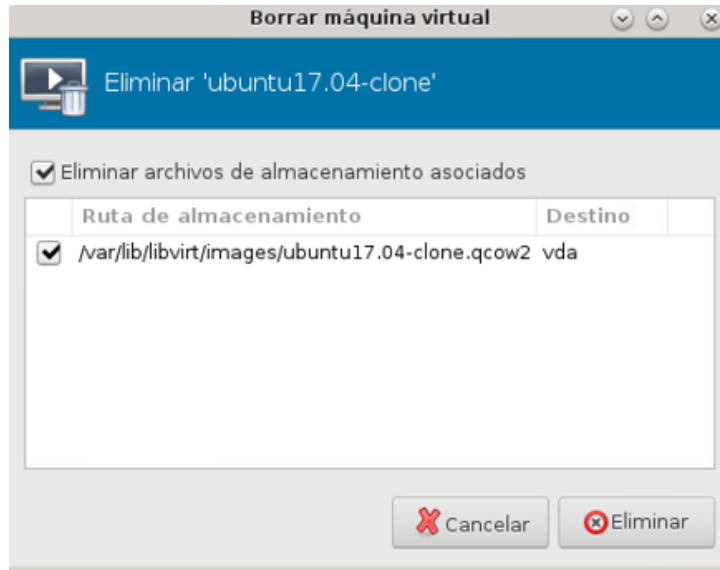 Borrar máquina virtual
Eliminar 'ubuntu17.04-clone'
Eliminar archivos de almacenamiento asociados
Ruta de almacenamiento Destino
/var/lib/libvirt/images/ubuntu17.04-clone.qcow2 vda
Cancelar Eliminar